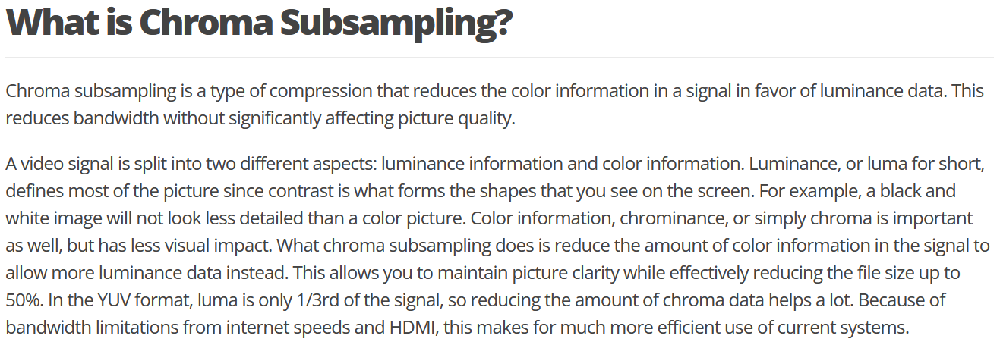 What is Chroma Subsampling?
Chroma subsampling is a type of compression that reduces the color information in a signal in favor of luminance data. This
reduces bandwidth without significantly affecting picture quality.
A video signal is split into two different aspects: luminance information and color information. Luminance, or luma for short,
defines most of the picture since contrast is what forms the shapes that you see on the screen. For example, a black and
white image will not look less detailed than a color picture. Color information, chrominance, or simply chroma is important
as well, but has less visual impact. What chroma subsampling does is reduce the amount of color information in the signal to
allow more luminance data instead. This allows you to maintain picture clarity while effectively reducing the file size up to
50%. In the YUV format, luma is only 1/3rd of the signal, so reducing the amount of chroma data helps a lot. Because of
bandwidth limitations from internet speeds and HDMI, this makes for much more efficient use of current systems.